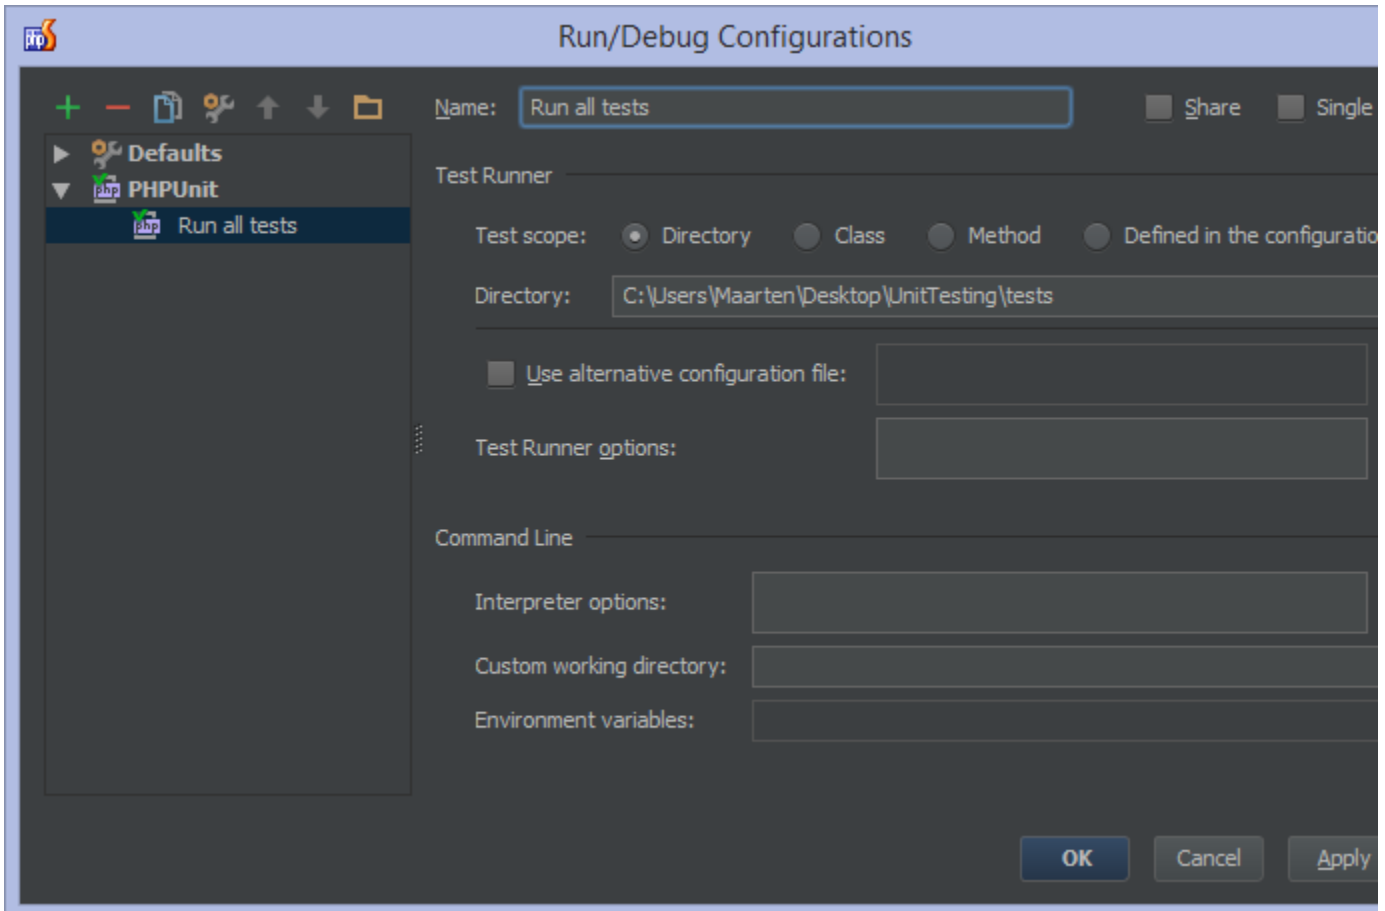 Run/Debug Configurations
Name: Run all tests Share Single
Defaults
PHPUnit
Run all tests
Test Runner
Test scope: Directory Class Method Defined in the configuratio
Directory: C:\Users\Maarten\Desktop\UnitTesting\tests
Use alternative configuration file:
Test Runner options:
Command Line
Interpreter options:
Custom working directory:
Environment variables:
OK Cancel Apply